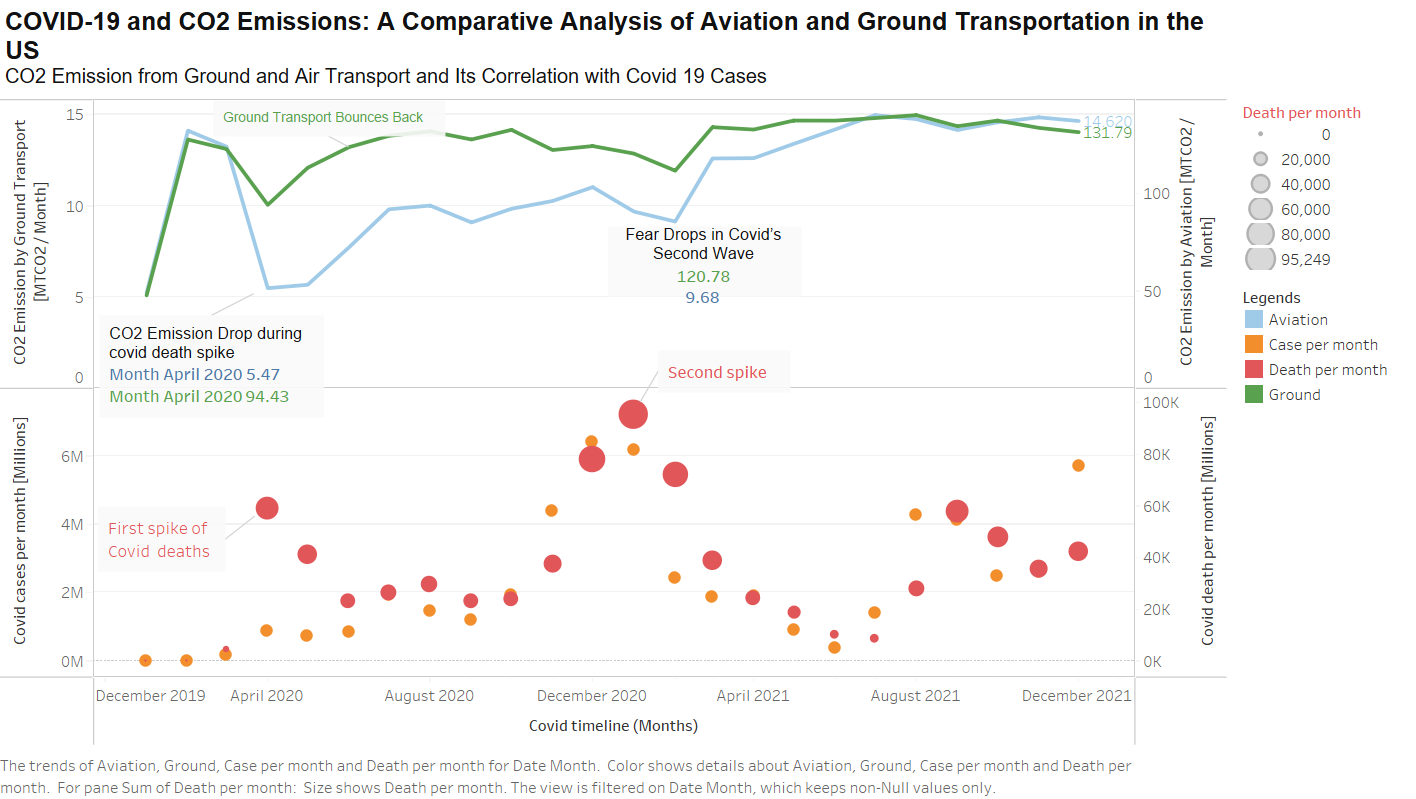 COVID-19 and CO2 Emissions: A Comparative Analysis of Aviation and Ground Transportation in the
US
CO2 Emission from Ground and Air Transport and Its Correlation with Covid 19 Cases
CO2 Emission by Ground Transport
[MTCO2 / Month]
15
10
5
0
Ground Transport Bounces Back
14.620
131.79
Fear Drops in Covid's
Second Wave
120.78
9.68
CO2 Emission Drop during
covid death spike
Month April 2020 5.47
Month April 2020 94.43
100
50
0
CO2 Emission by Aviation [MTCO2 /
Month]
Covid cases per month [Millions]
6M
4M
2M
0M
Second spike
First spike of
Covid deaths
100K
80K
60K
40K
20K
0K
Covid death per month [Millions]
December 2019
April 2020
August 2020
December 2020
April 2021
August 2021
December 2021
Covid timeline (Months)
Death per month
0
20,000
40,000
60,000
80,000
95,249
Legends
Aviation
Case per month
Death per month
Ground
The trends of Aviation, Ground, Case per month and Death per month for Date Month.  Color shows details about Aviation, Ground, Case per month and Death per
month.  For pane Sum of Death per month:  Size shows Death per month. The view is filtered on Date Month, which keeps non-Null values only.